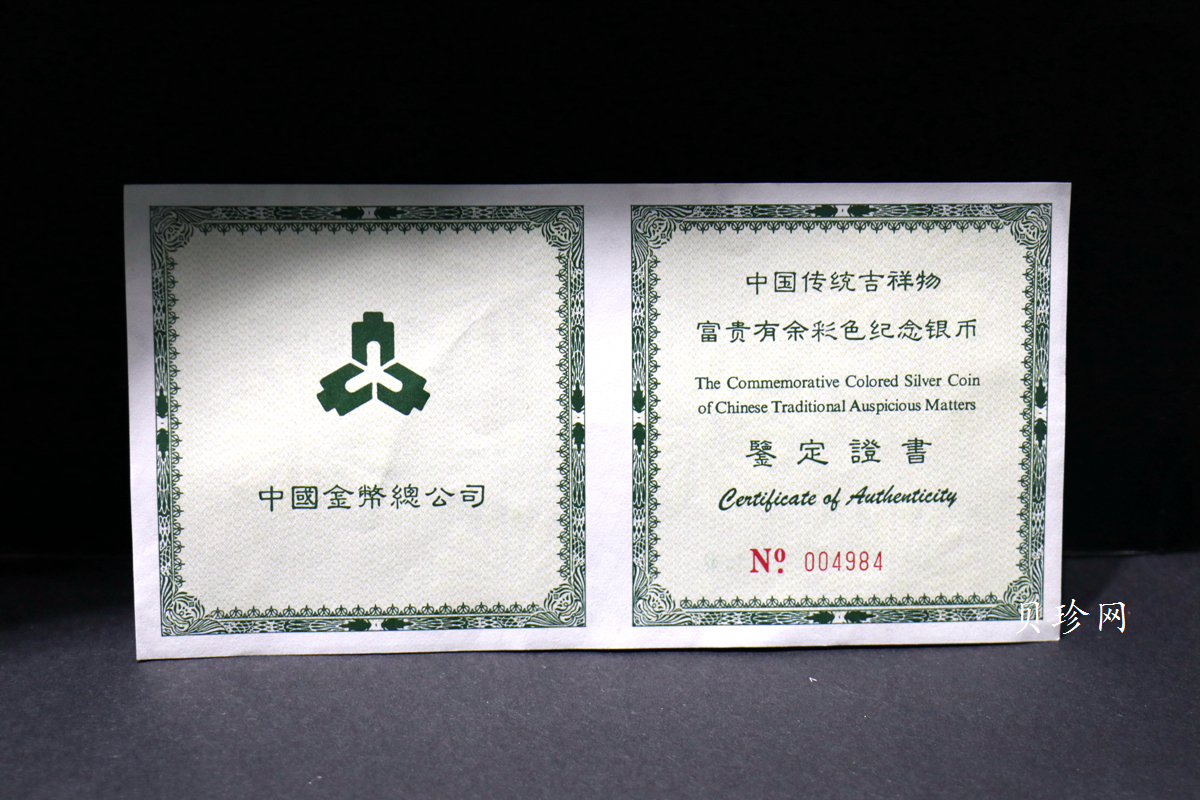 中國金幣總公司
中国传统吉祥物
富贵有余彩色纪念银币
The Commemorative Colored Silver Coin
of Chinese Traditional Auspicious Matters
鑒定證書
Certificate of Authenticity
Nº. 004984
贝珍网